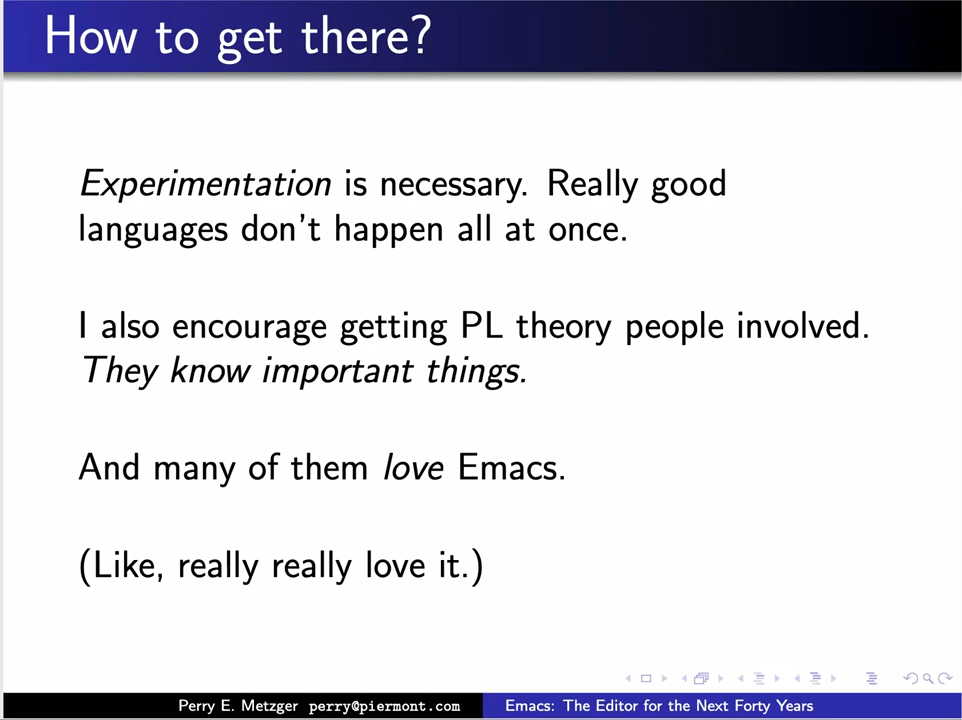 How to get there?
Experimentation is necessary. Really good
languages don't happen all at once.
I also encourage getting PL theory people involved.
They know important things.
And many of them love Emacs.
(Like, really really love it.)
Perry E. Metzger perry@piermont.com
Emacs: The Editor for the Next Forty Years